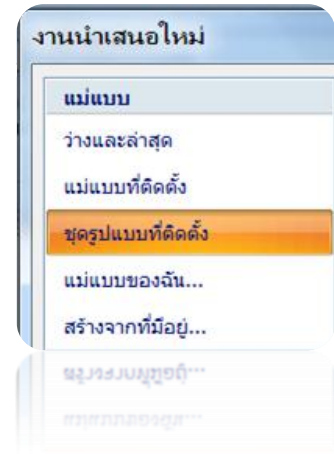 งานนำเสนอใหม่
แม่แบบ
ว่างและล่าสุด
แม่แบบที่ติดตั้ง
ชุดรูปแบบที่ติดตั้ง
แม่แบบของฉัน...
สร้างจากที่มีอยู่...